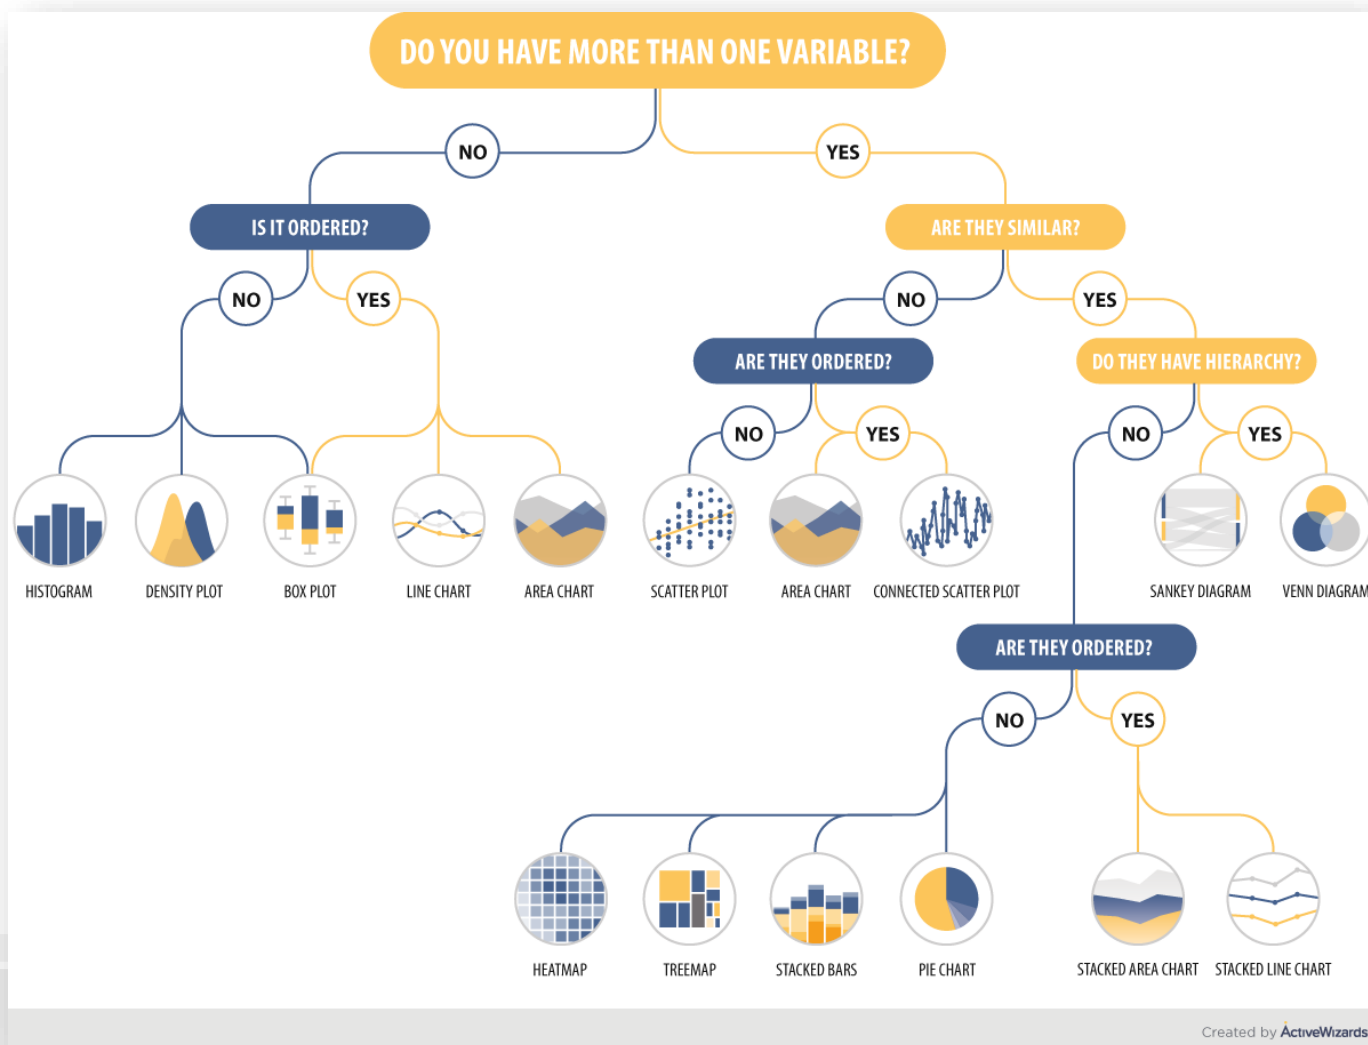 DO YOU HAVE MORE THAN ONE VARIABLE?
NO
YES
IS IT ORDERED?
ARE THEY SIMILAR?
NO
YES
NO
YES
ARE THEY ORDERED?
DO THEY HAVE HIERARCHY?
NO
YES
NO
YES
HISTOGRAM
DENSITY PLOT
BOX PLOT
LINE CHART
AREA CHART
SCATTER PLOT
AREA CHART
CONNECTED SCATTER PLOT
SANKEY DIAGRAM
VENN DIAGRAM
ARE THEY ORDERED?
NO
YES
HEATMAP
TREEMAP
STACKED BARS
PIE CHART
STACKED AREA CHART
STACKED LINE CHART
Created by ActiveWizards